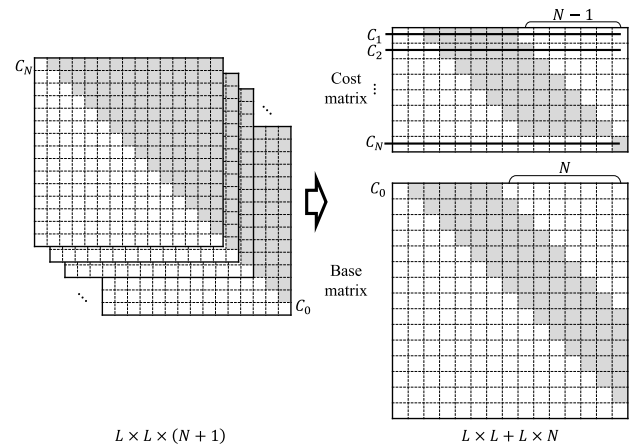 C_N
⋱
⋱
C_0
L × L × (N + 1)
N − 1
C_1
C_2
Cost
matrix
⋮
C_N
N
C_0
Base
matrix
L × L + L × N